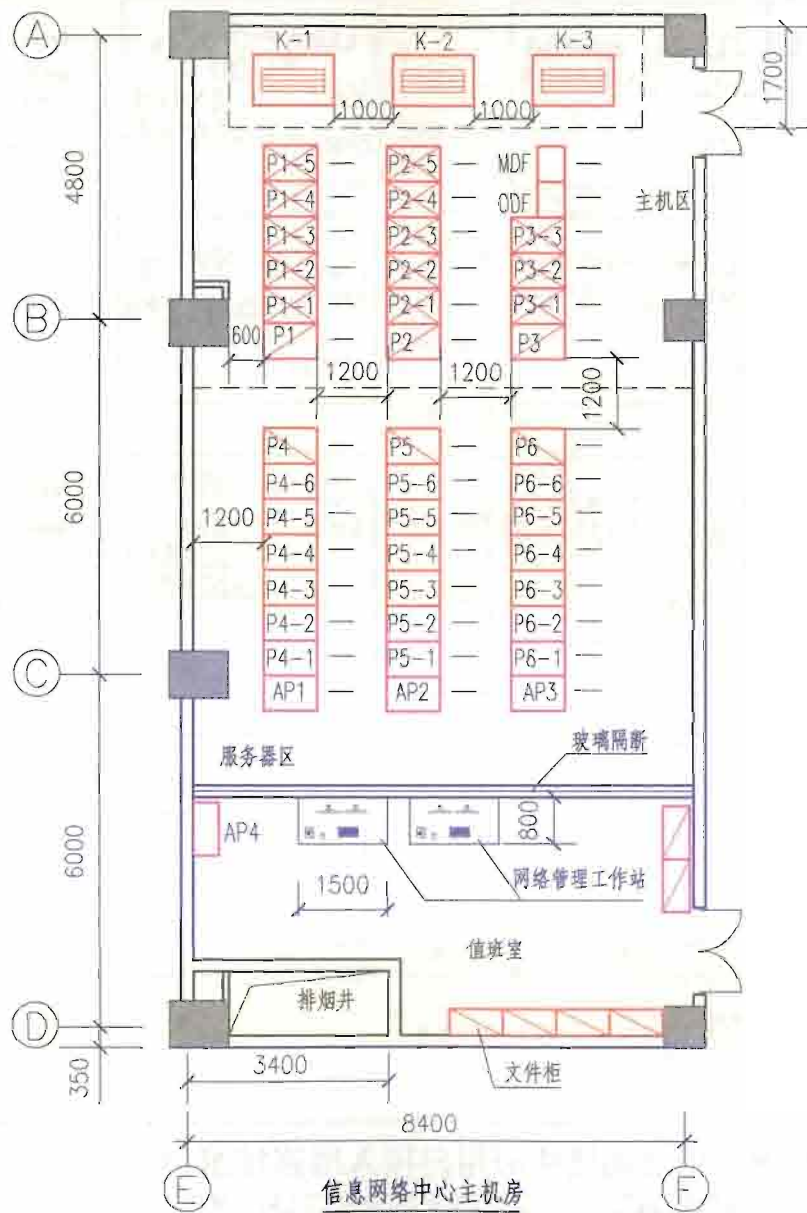 A
K-1 K-2 K-3
1000 1000
1700
4800
P1-5 P2-5 MDF
P1-4 P2-4 ODF 主机区
P1-3 P2-3 P3-3
P1-2 P2-2 P3-2
P1-1 P2-1 P3-1
B
600 P1 P2 P3
1200 1200 1200
P4 P5 P6
6000
P4-6 P5-6 P6-6
1200 P4-5 P5-5 P6-5
P4-4 P5-4 P6-4
P4-3 P5-3 P6-3
P4-2 P5-2 P6-2
C
P4-1 P5-1 P6-1
AP1 AP2 AP3
服务器区 玻璃隔断
6000
AP4 800
1500 网络管理工作站
值班室
排烟井
D
350
3400 文件柜
8400
E F
信息网络中心主机房